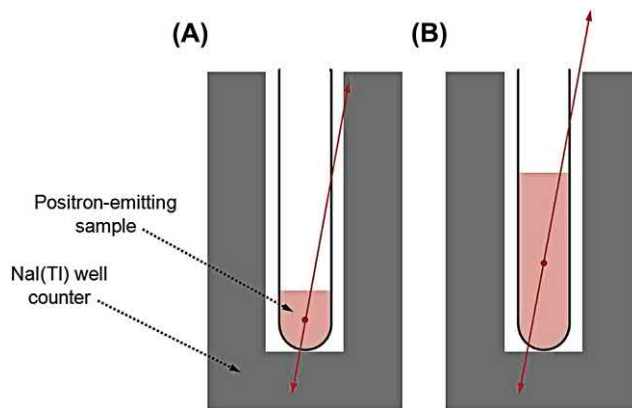 (A)
(B)
Positron-emitting
sample
NaI(Tl) well
counter